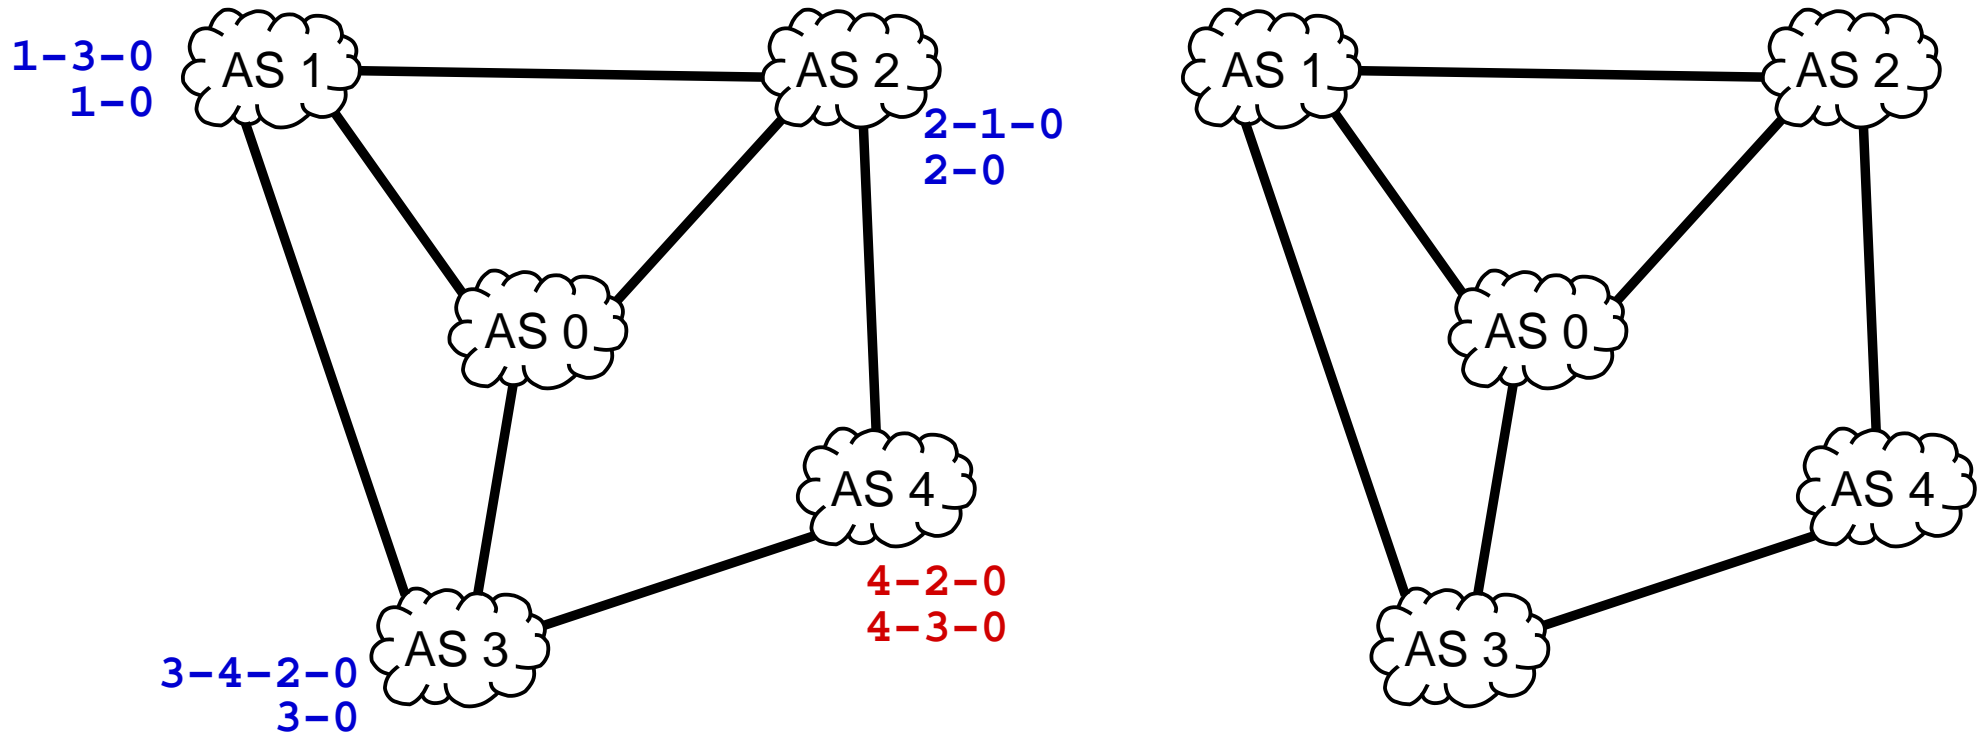 1-3-0
1-0
AS 1
AS 2
2-1-0
2-0
AS 0
AS 4
4-2-0
4-3-0
AS 3
3-4-2-0
3-0
AS 1
AS 2
AS 0
AS 4
AS 3